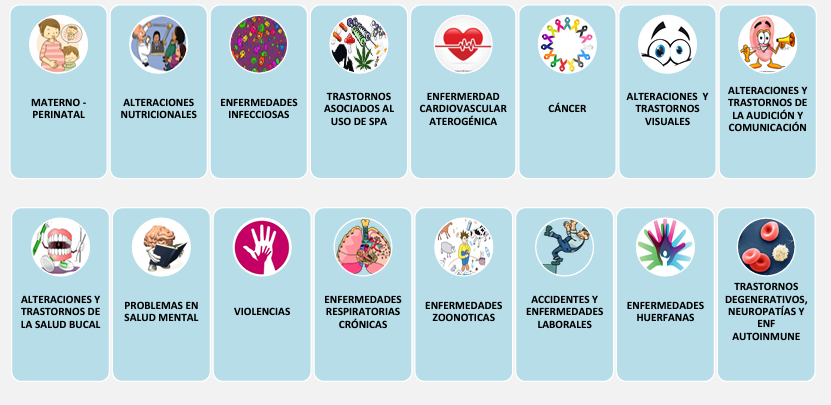 MATERNO -
PERINATAL
ALTERACIONES
NUTRICIONALES
ENFERMEDADES
INFECCIOSAS
TRASTORNOS
ASOCIADOS AL
USO DE SPA
ENFERMERDAD
CARDIOVASCULAR
ATEROGÉNICA
CÁNCER
ALTERACIONES Y
TRASTORNOS
VISUALES
ALTERACIONES Y
TRASTORNOS DE
LA AUDICIÓN Y
COMUNICACIÓN
ALTERACIONES Y
TRASTORNOS DE
LA SALUD BUCAL
PROBLEMAS EN
SALUD MENTAL
VIOLENCIAS
ENFERMEDADES
RESPIRATORIAS
CRÓNICAS
ENFERMEDADES
ZOONOTICAS
ACCIDENTES Y
ENFERMEDADES
LABORALES
ENFERMEDADES
HUERFANAS
TRASTORNOS
DEGENERATIVOS,
NEUROPATÍAS Y
ENF
AUTOINMUNE